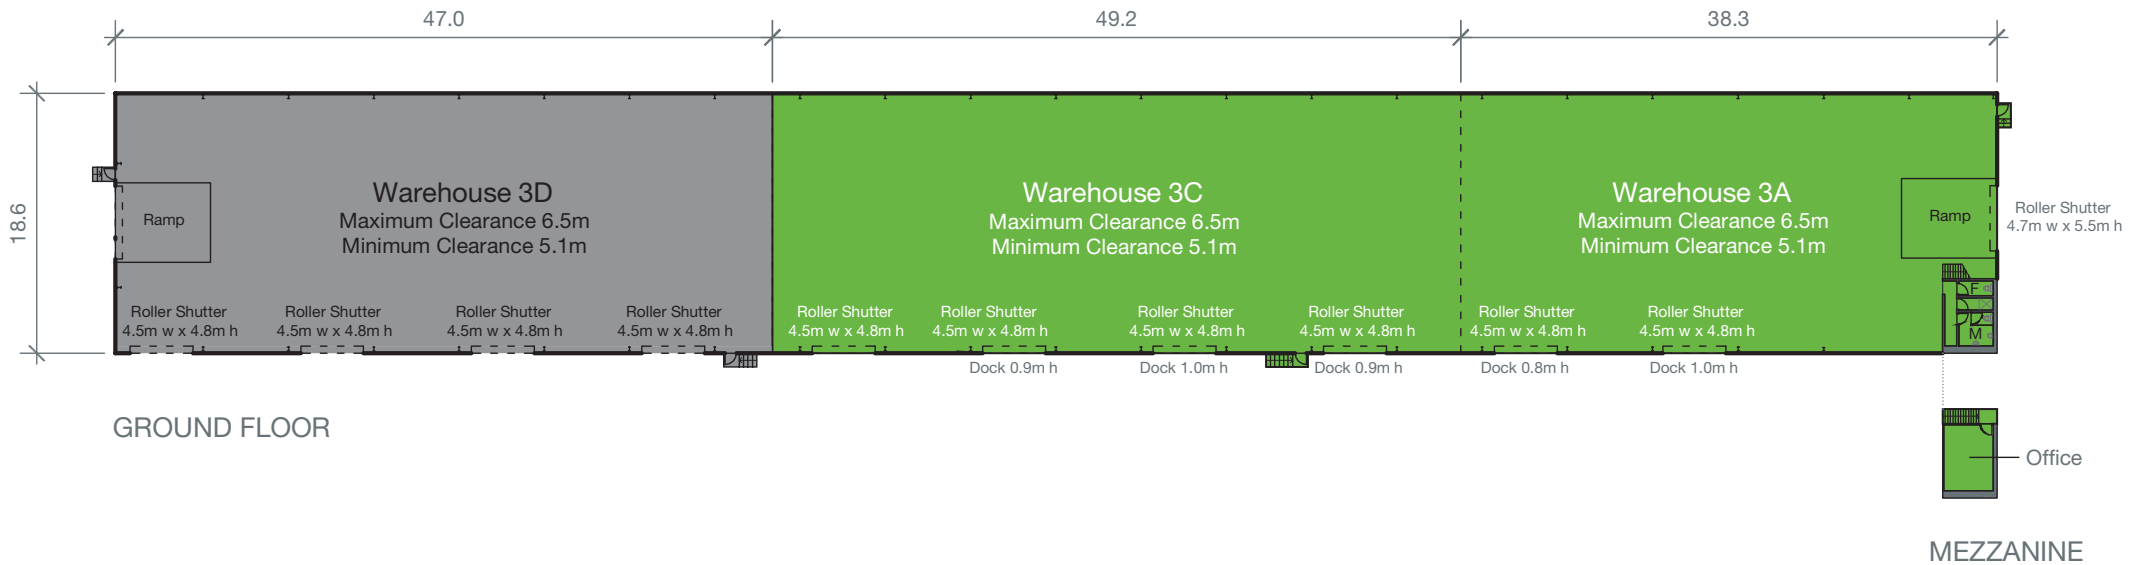 47.0
49.2
38.3
18.6
Warehouse 3D
Maximum Clearance 6.5m
Minimum Clearance 5.1m
Ramp
Warehouse 3C
Maximum Clearance 6.5m
Minimum Clearance 5.1m
Warehouse 3A
Maximum Clearance 6.5m
Minimum Clearance 5.1m
Ramp
Roller Shutter
4.7m w x 5.5m h
F
M
Roller Shutter
4.5m w x 4.8m h
Roller Shutter
4.5m w x 4.8m h
Roller Shutter
4.5m w x 4.8m h
Roller Shutter
4.5m w x 4.8m h
Roller Shutter
4.5m w x 4.8m h
Roller Shutter
4.5m w x 4.8m h
Roller Shutter
4.5m w x 4.8m h
Roller Shutter
4.5m w x 4.8m h
Roller Shutter
4.5m w x 4.8m h
Roller Shutter
4.5m w x 4.8m h
Dock 0.9m h
Dock 1.0m h
Dock 0.9m h
Dock 0.8m h
Dock 1.0m h
GROUND FLOOR
Office
MEZZANINE